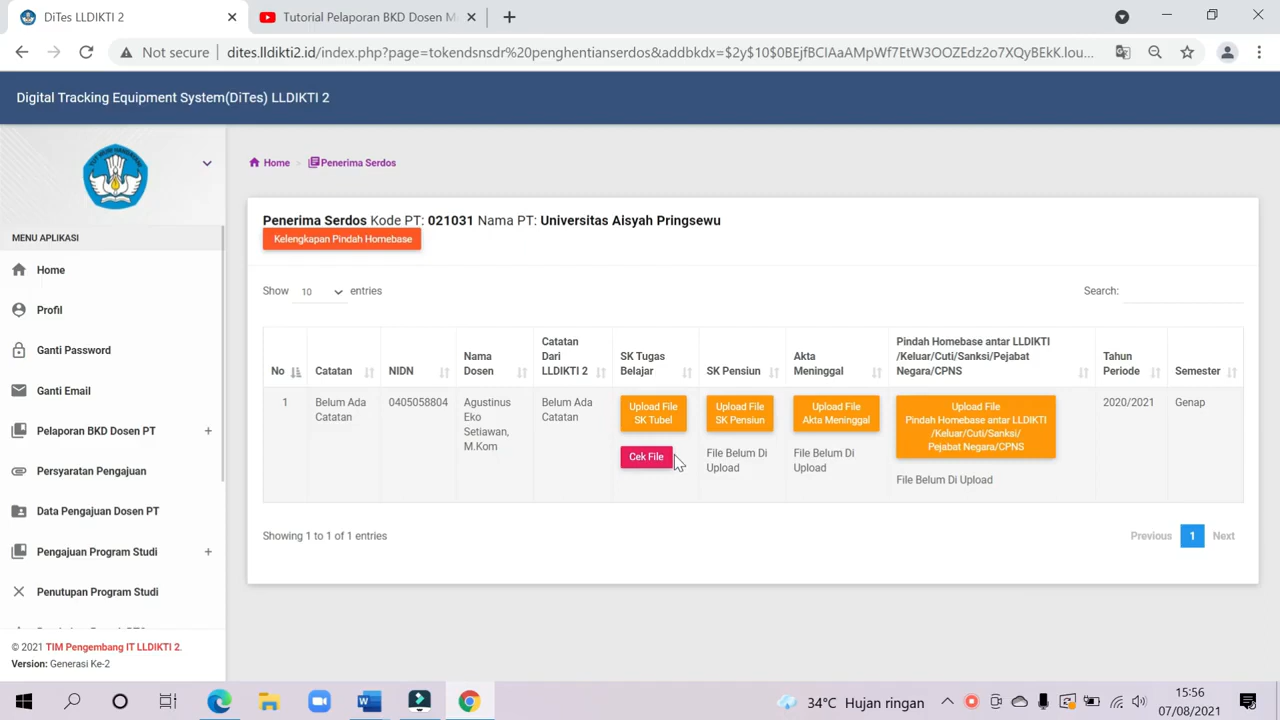 DiTes LLDIKTI 2
Tutorial Pelaporan BKD Dosen M
Not secure
dites.lldikti2.id/index.php?page=tokendsnsdr%20penghentianserdos&addbkdx=$2y$10$0BEjfBCIAaAMpWf7EtW3OOZEdz2o7XQyBEkK.lou...
Digital Tracking Equipment System(DiTes) LLDIKTI 2
Home > Penerima Serdos
MENU APLIKASI
Home
Profil
Ganti Password
Ganti Email
Pelaporan BKD Dosen PT +
Persyaratan Pengajuan
Data Pengajuan Dosen PT
Pengajuan Program Studi +
Penutupan Program Studi
© 2021 TIM Pengembang IT LLDIKTI 2.
Version: Generasi Ke-2
Penerima Serdos Kode PT: 021031 Nama PT: Universitas Aisyah Pringsewu
Kelengkapan Pindah Homebase
Show 10 entries
Search:
No
Catatan
NIDN
Nama
Dosen
Catatan
Dari
LLDIKTI 2
SK Tugas
Belajar
SK Pensiun
Akta
Meninggal
Pindah Homebase antar LLDIKTI
/Keluar/Cuti/Sanksi/Pejabat
Negara/CPNS
Tahun
Periode
Semester
1
Belum Ada
Catatan
0405058804
Agustinus
Eko
Setiawan,
M.Kom
Belum Ada
Catatan
Upload File
SK Tubel
Cek File
Upload File
SK Pensiun
File Belum Di
Upload
Upload File
Akta Meninggal
File Belum Di
Upload
Upload File
Pindah Homebase antar LLDIKTI
/Keluar/Cuti/Sanksi/
Pejabat Negara/CPNS
File Belum Di Upload
2020/2021
Genap
Showing 1 to 1 of 1 entries
Previous 1 Next
34°C Hujan ringan
15:56
07/08/2021